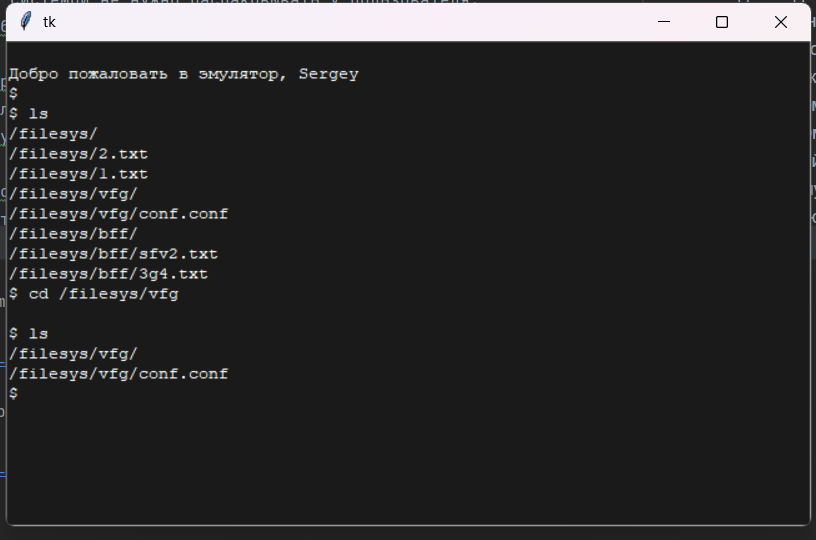 tk
Добро пожаловать в эмулятор, Sergey
$
$ ls
/filesys/
/filesys/2.txt
/filesys/1.txt
/filesys/vfg/
/filesys/vfg/conf.conf
/filesys/bff/
/filesys/bff/sfv2.txt
/filesys/bff/3g4.txt
$ cd /filesys/vfg
$ ls
/filesys/vfg/
/filesys/vfg/conf.conf
$